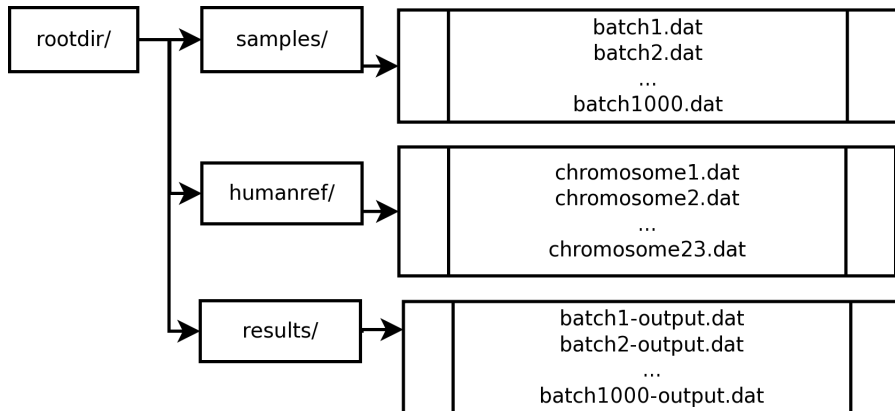 rootdir/
samples/
batch1.dat
batch2.dat
...
batch1000.dat
humanref/
chromosome1.dat
chromosome2.dat
...
chromosome23.dat
results/
batch1-output.dat
batch2-output.dat
...
batch1000-output.dat